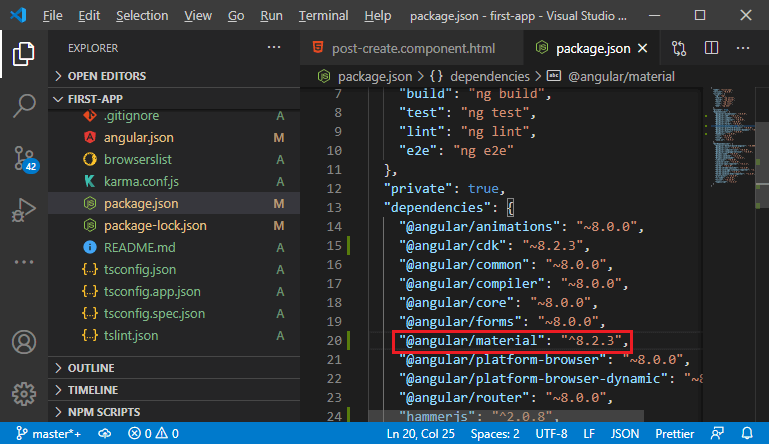 File Edit Selection View Go Run Terminal Help package.json - first-app - Visual Studio ...
EXPLORER
OPEN EDITORS
FIRST-APP
.gitignore A
angular.json M
browserslist A
karma.conf.js A
package.json M
package-lock.json M
README.md A
tsconfig.json A
tsconfig.app.json A
tsconfig.spec.json A
tslint.json A
OUTLINE
TIMELINE
NPM SCRIPTS
42
post-create.component.html
package.json
package.json > {} dependencies > @angular/material
7 "build": "ng build",
8 "test": "ng test",
9 "lint": "ng lint",
10 "e2e": "ng e2e"
11 },
12 "private": true,
13 "dependencies": {
14 "@angular/animations": "~8.0.0",
15 "@angular/cdk": "~8.2.3",
16 "@angular/common": "~8.0.0",
17 "@angular/compiler": "~8.0.0",
18 "@angular/core": "~8.0.0",
19 "@angular/forms": "~8.0.0",
20 "@angular/material": "^8.2.3",
21 "@angular/platform-browser": "~8.0.0",
22 "@angular/platform-browser-dynamic": "~8
23 "@angular/router": "~8.0.0",
24 "hammerjs": "^2.0.8",
master*+ 0 0 Ln 20, Col 25 Spaces: 2 UTF-8 LF JSON Prettier